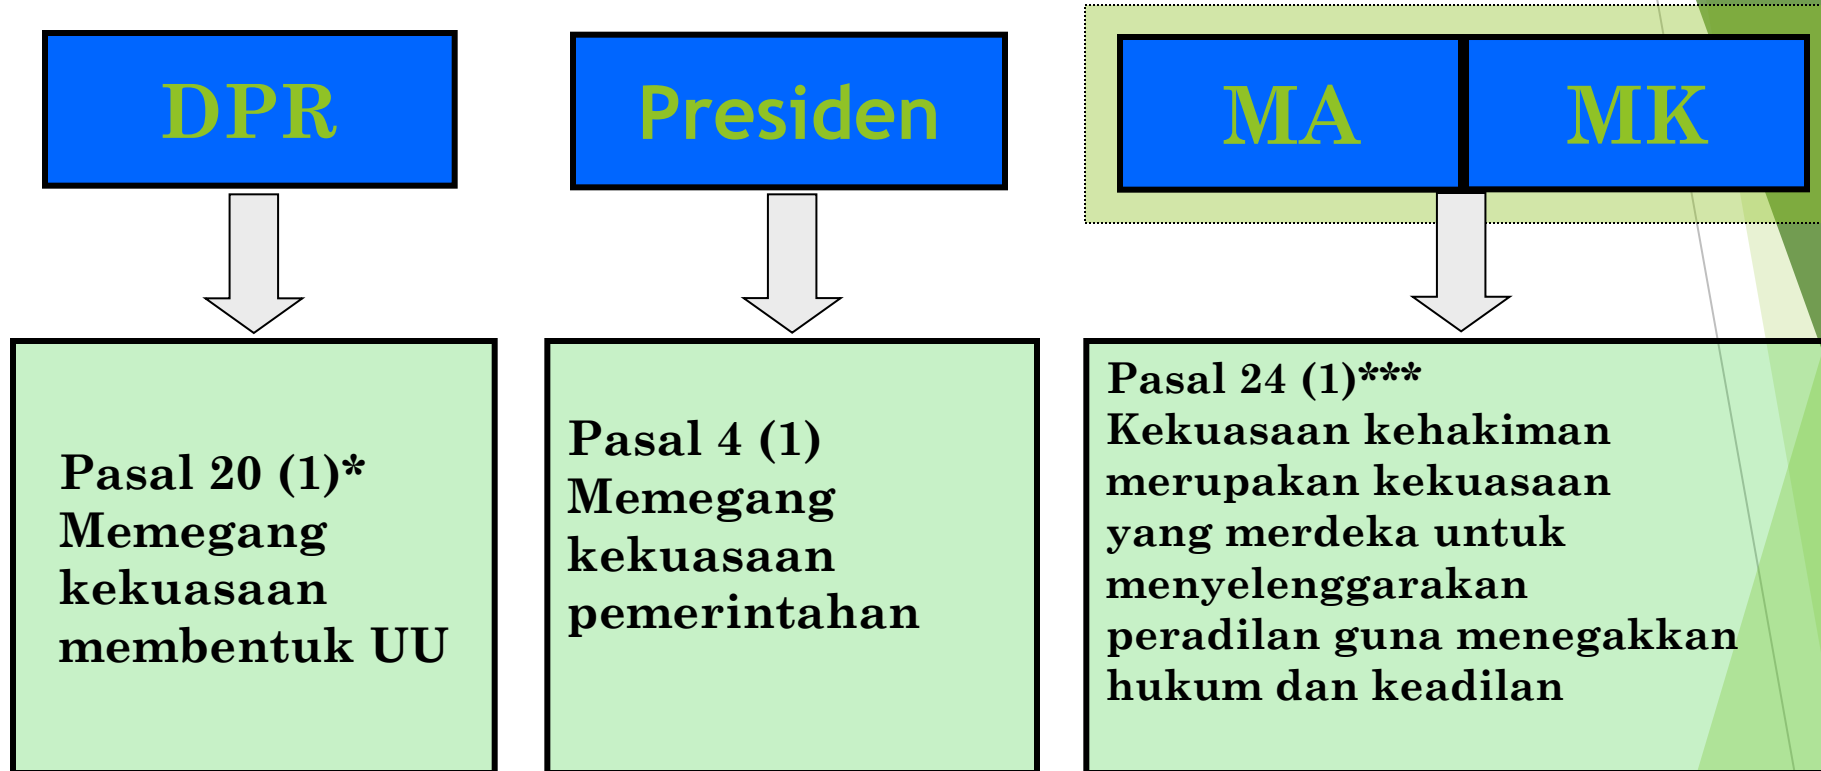 DPR
Presiden
MA
MK
Pasal 20 (1)*
Memegang
kekuasaan
membentuk UU
Pasal 4 (1)
Memegang
kekuasaan
pemerintahan
Pasal 24 (1)***
Kekuasaan kehakiman
merupakan kekuasaan
yang merdeka untuk
menyelenggarakan
peradilan guna menegakkan
hukum dan keadilan